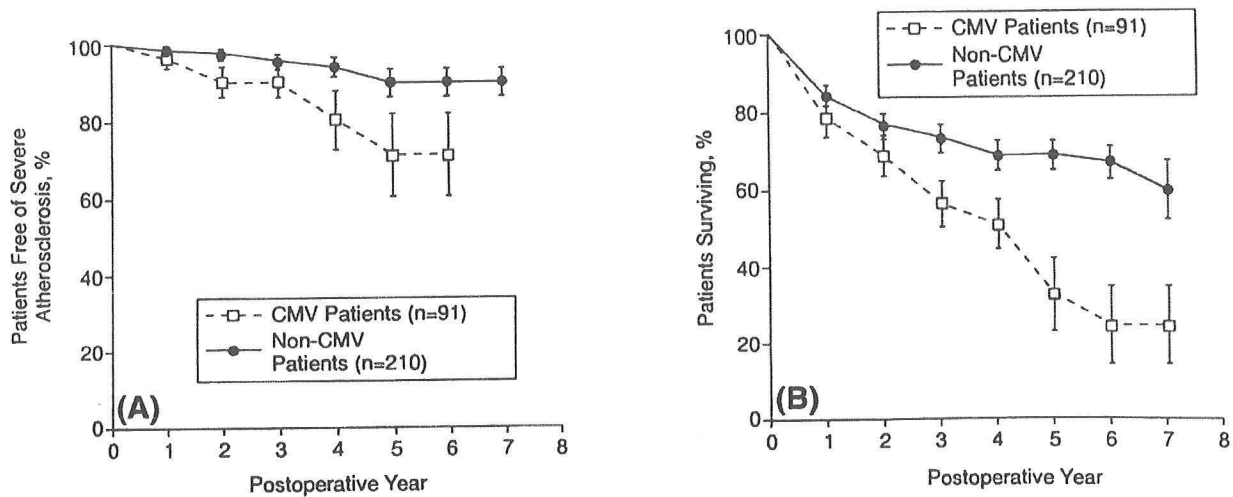 Patients Free of Severe
Atherosclerosis, %
100
80
60
40
20
0
CMV Patients (n=91)
Non-CMV
Patients (n=210)
(A)
0 1 2 3 4 5 6 7 8
Postoperative Year
Patients Surviving, %
100
80
60
40
20
0
CMV Patients (n=91)
Non-CMV
Patients (n=210)
(B)
0 1 2 3 4 5 6 7 8
Postoperative Year